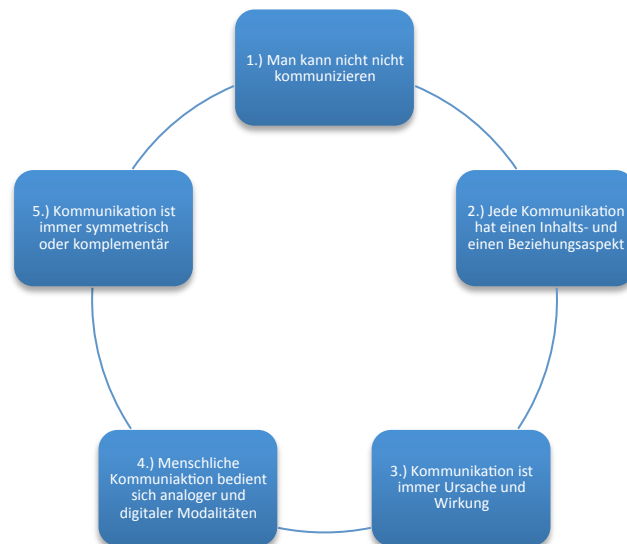 1.) Man kann nicht nicht
kommunizieren
2.) Jede Kommunikation
hat einen Inhalts- und
einen Beziehungsaspekt
3.) Kommunikation ist
immer Ursache und
Wirkung
4.) Menschliche
Kommuniaktion bedient
sich analoger und
digitaler Modalitäten
5.) Kommunikation ist
immer symmetrisch
oder komplementär